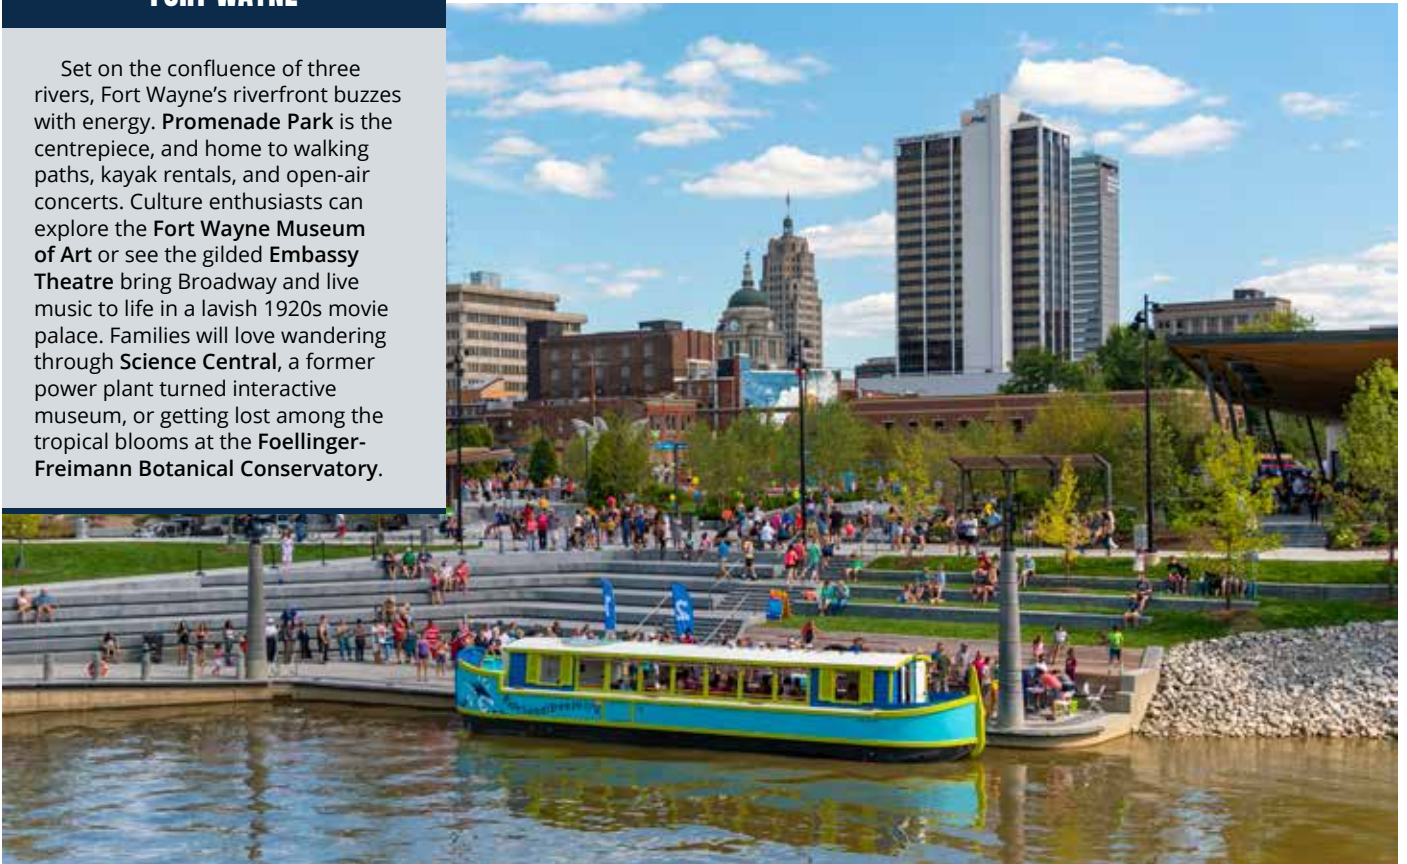 FORT WAYNE
Set on the confluence of three
rivers, Fort Wayne’s riverfront buzzes
with energy. Promenade Park is the
centrepiece, and home to walking
paths, kayak rentals, and open-air
concerts. Culture enthusiasts can
explore the Fort Wayne Museum
of Art or see the gilded Embassy
Theatre bring Broadway and live
music to life in a lavish 1920s movie
palace. Families will love wandering
through Science Central, a former
power plant turned interactive
museum, or getting lost among the
tropical blooms at the Foellinger-
Freimann Botanical Conservatory.